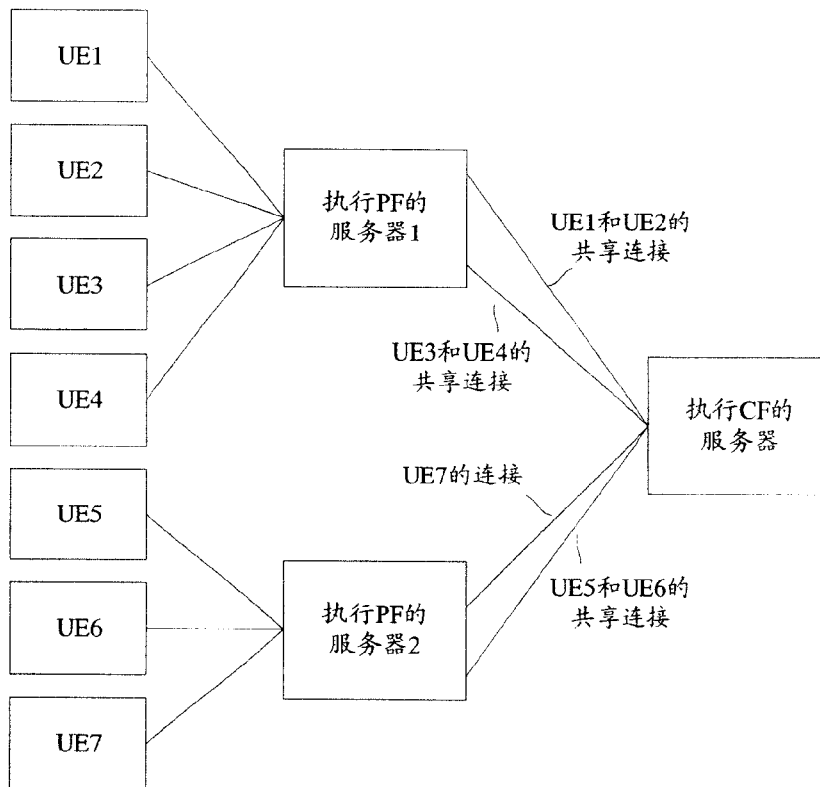 UE1
UE2
UE3
UE4
UE5
UE6
UE7
执行PF的
服务器1
执行PF的
服务器2
UE1和UE2的
共享连接
UE3和UE4的
共享连接
UE7的连接
UE5和UE6的
共享连接
执行CF的
服务器